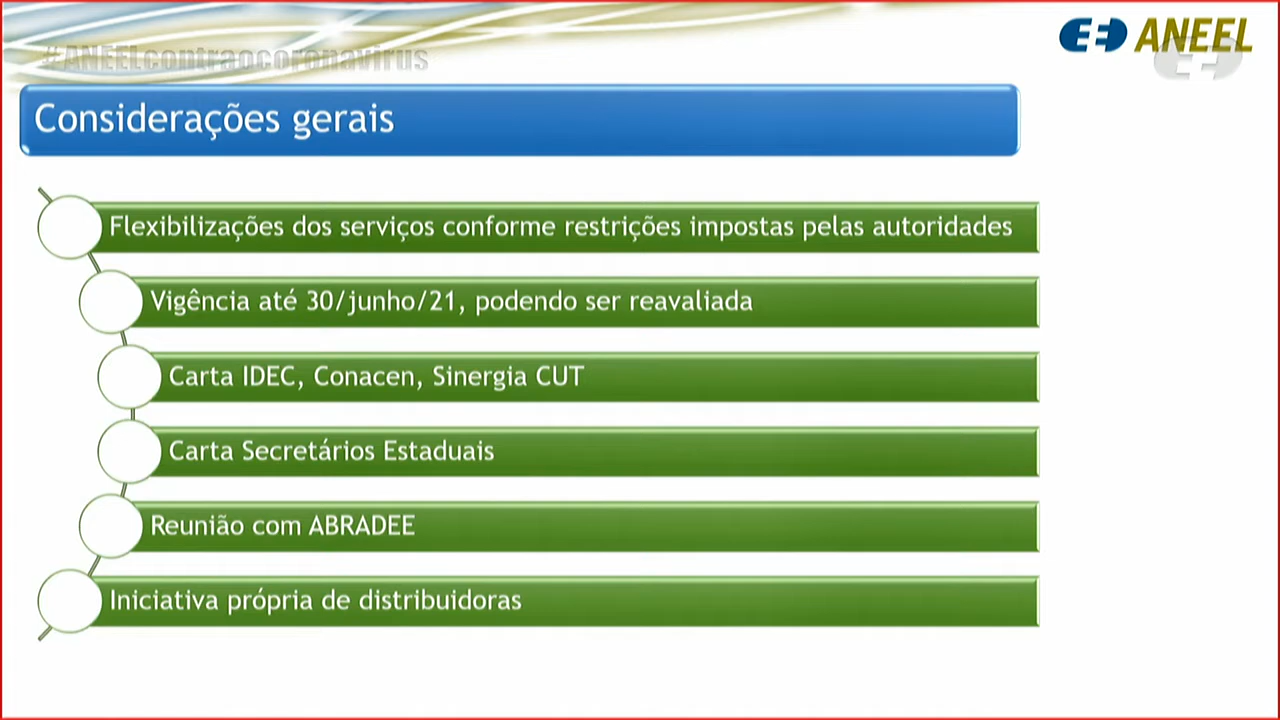 #ANEELcontraocoronavirus
ANEEL
Considerações gerais
Flexibilizações dos serviços conforme restrições impostas pelas autoridades
Vigência até 30/junho/21, podendo ser reavaliada
Carta IDEC, Conacen, Sinergia CUT
Carta Secretários Estaduais
Reunião com ABRADEE
Iniciativa própria de distribuidoras